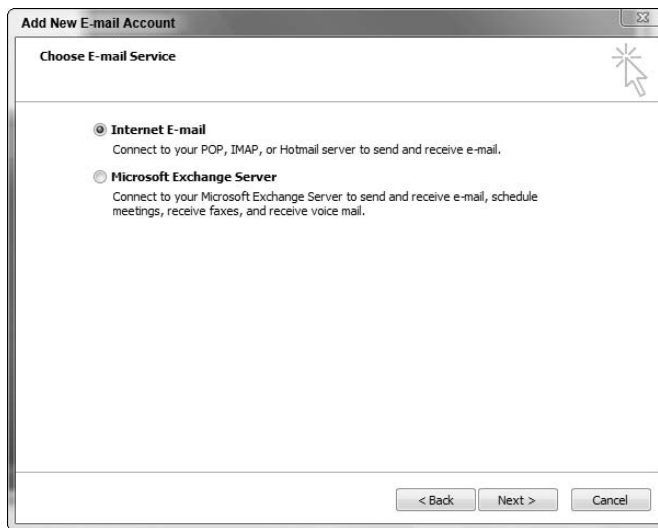 Add New E-mail Account
Choose E-mail Service
Internet E-mail
Connect to your POP, IMAP, or Hotmail server to send and receive e-mail.
Microsoft Exchange Server
Connect to your Microsoft Exchange Server to send and receive e-mail, schedule
meetings, receive faxes, and receive voice mail.
< Back Next > Cancel